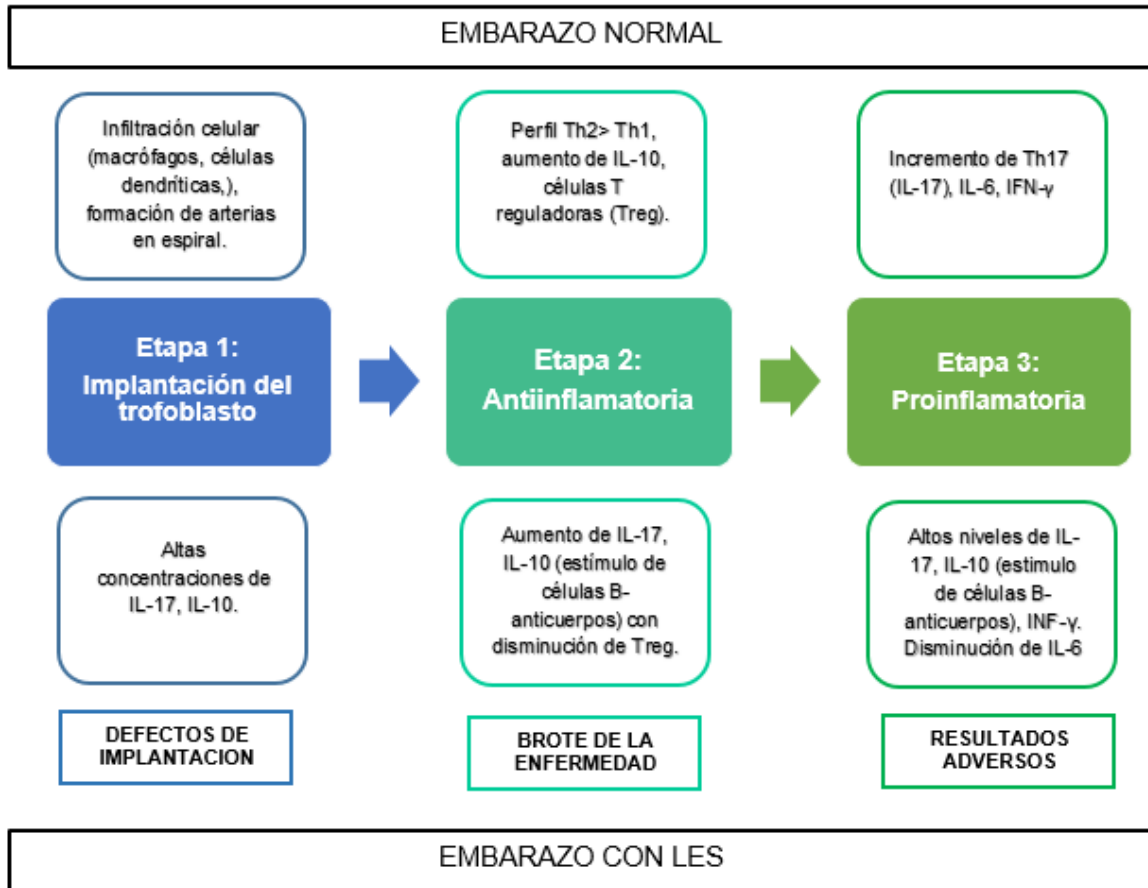 EMBARAZO NORMAL
Infiltración celular
(macrófagos, células
dendríticas,),
formación de arterias
en espiral.
Perfil Th2> Th1,
aumento de IL-10,
células T
reguladoras (Treg).
Incremento de Th17
(IL-17), IL-6, IFN-γ
Etapa 1:
Implantación del
trofoblasto
Etapa 2:
Antiinflamatoria
Etapa 3:
Proinflamatoria
Altas
concentraciones de
IL-17, IL-10.
Aumento de IL-17,
IL-10 (estímulo de
células B-
anticuerpos) con
disminución de Treg.
Altos niveles de IL-
17, IL-10 (estimulo
de células B-
anticuerpos), INF-γ.
Disminución de IL-6
DEFECTOS DE
IMPLANTACION
BROTE DE LA
ENFERMEDAD
RESULTADOS
ADVERSOS
EMBARAZO CON LES